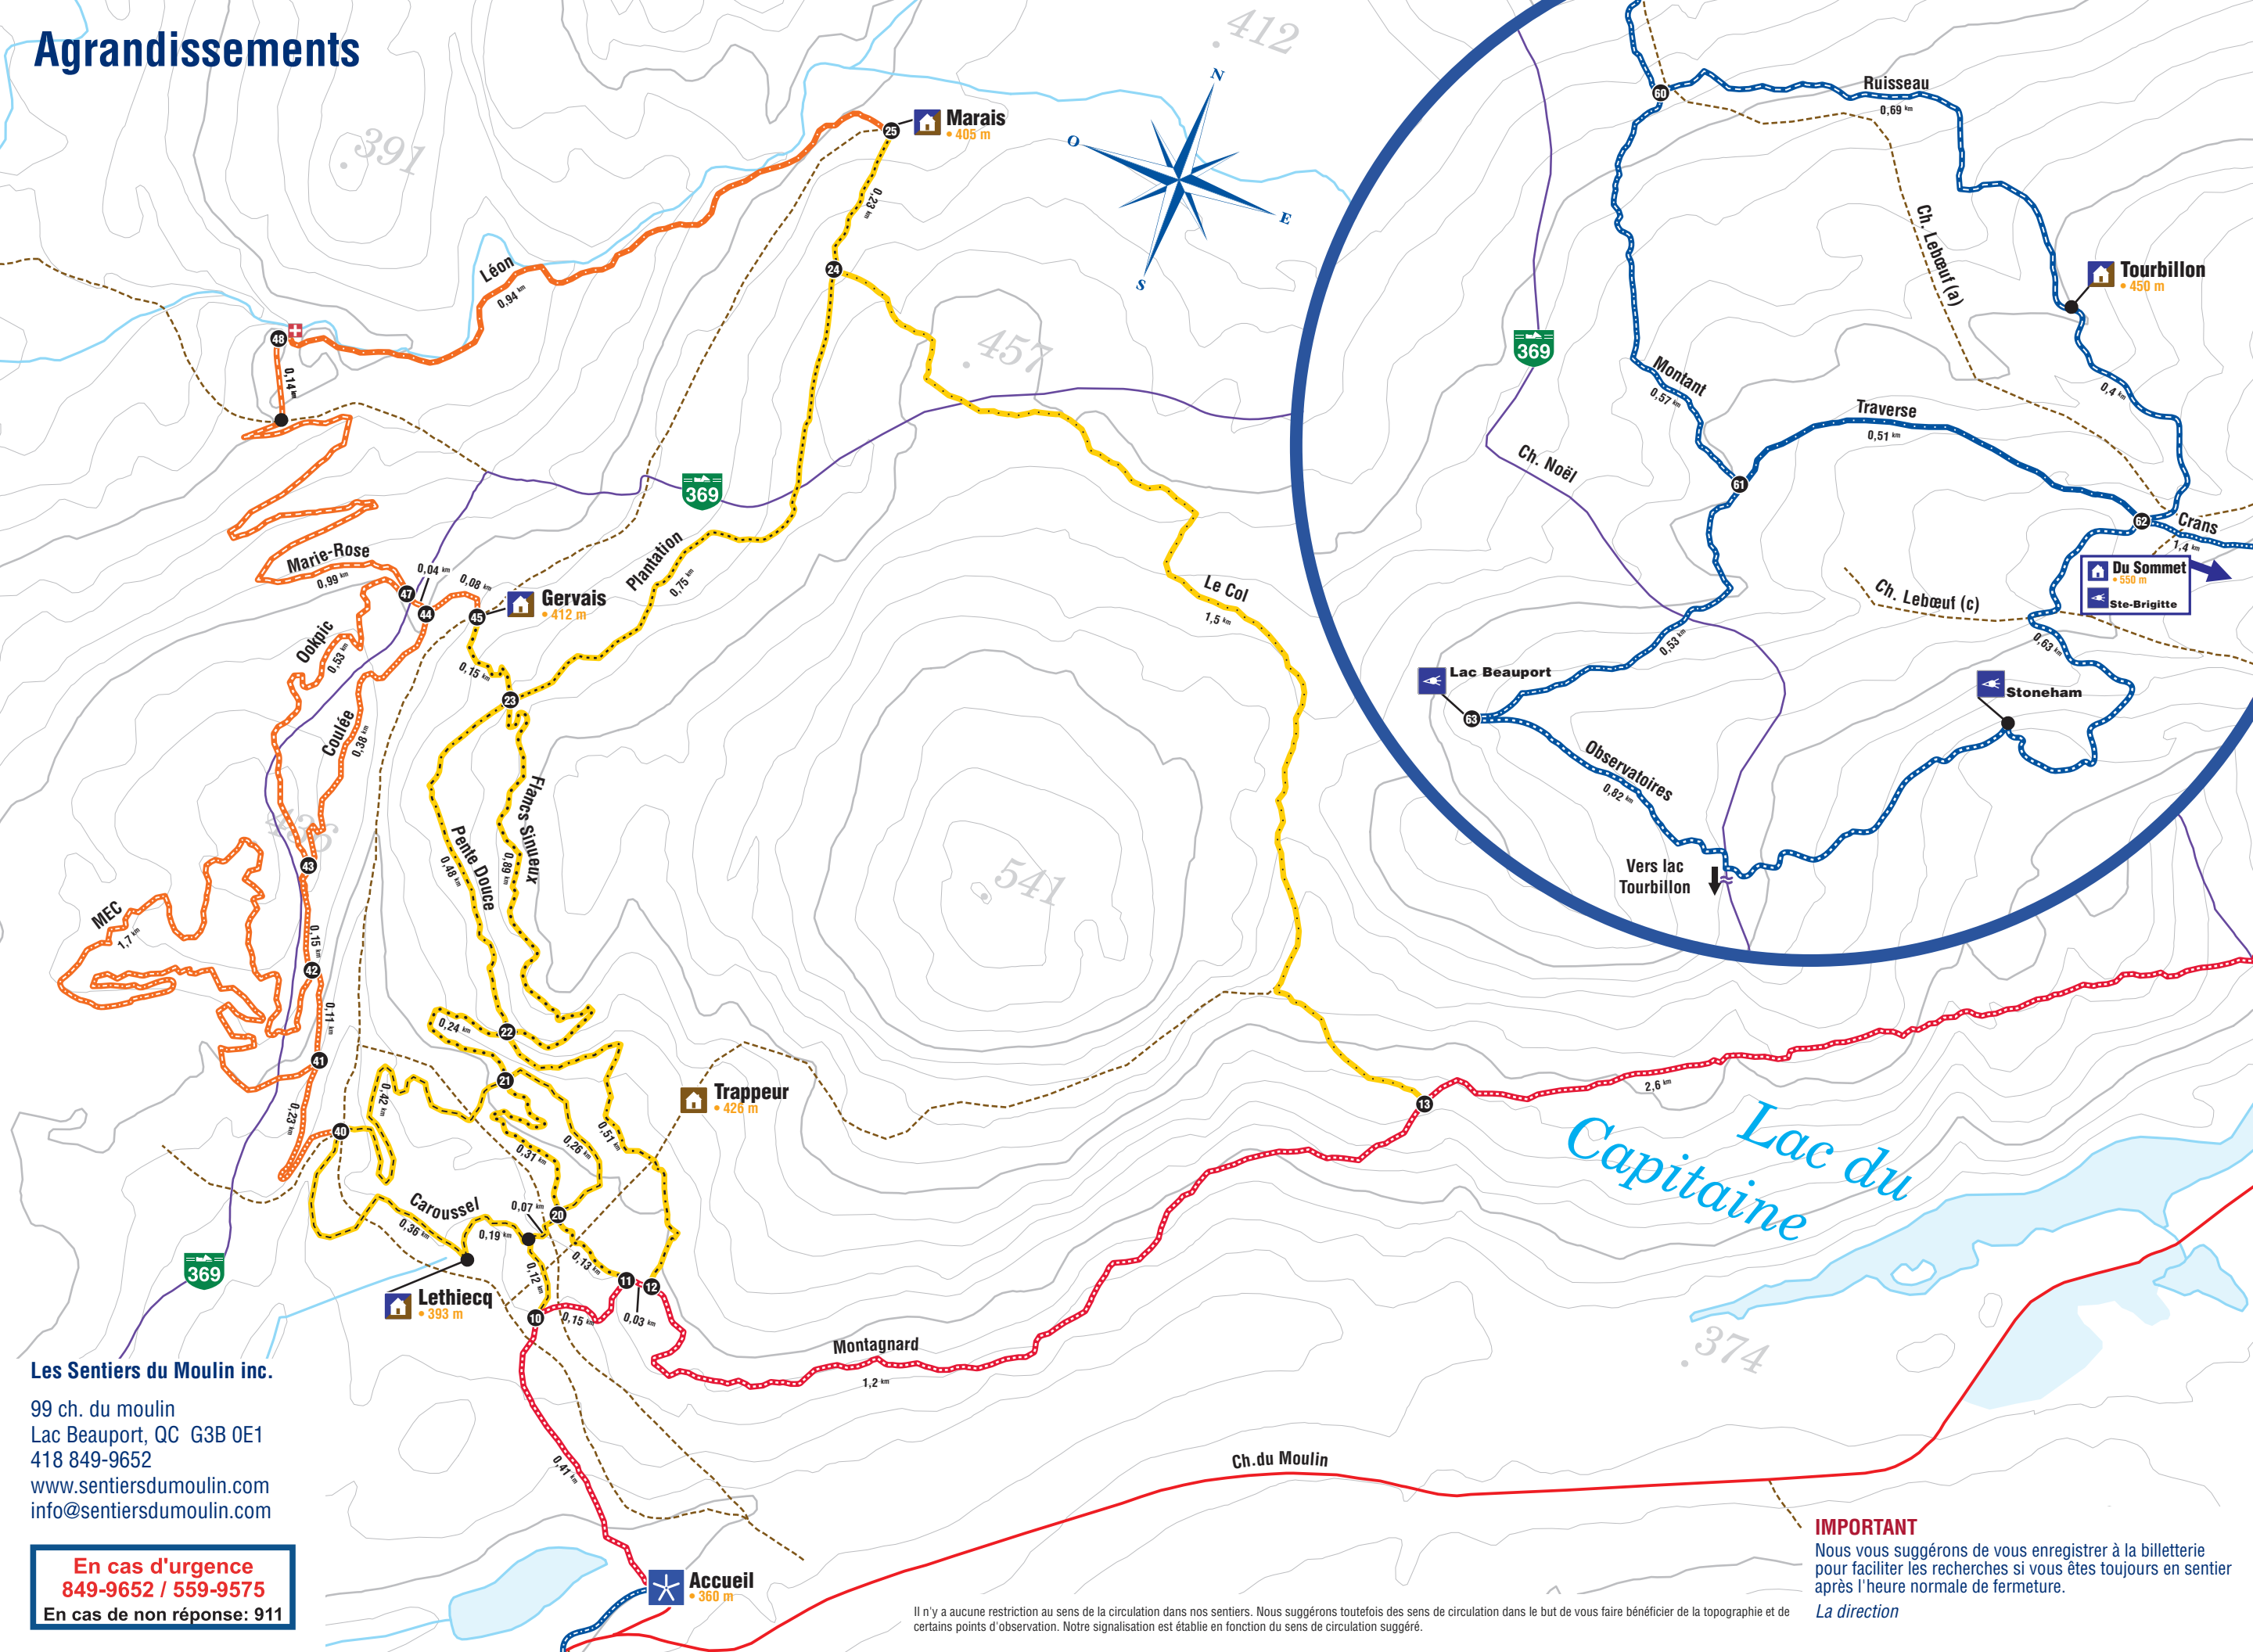 Agrandissements
412
391
457
541
436
374
N
O
E
S
Marais
• 405 m
25
0,23 km
24
Léon
0,94 km
48
0,14 km
369
Marie-Rose
0,99 km
0,04 km
0,08 km
47
44
45
Gervais
• 412 m
Plantation
0,75 km
Le Col
1,5 km
Ookpic
0,53 km
0,15 km
23
Coulée
0,38 km
Flancs Sinueux
0,89 km
Pente Douce
0,48 km
43
MEC
1,7 km
0,15 km
42
0,11 km
41
0,24 km
22
21
0,42 km
0,23 km
40
0,31 km
0,26 km
0,51 km
Trappeur
• 426 m
13
2,6 km
Lac du
Capitaine
Caroussel
0,36 km
0,07 km
20
0,19 km
0,13 km
0,12 km
11
12
369
Lethiecq
• 393 m
10
0,15 km
0,03 km
Montagnard
1,2 km
0,41 km
Ch.du Moulin
Accueil
• 360 m
60
Ruisseau
0,69 km
Ch. Lebœuf (a)
Tourbillon
• 450 m
369
Montant
0,57 km
Traverse
0,51 km
0,4 km
Ch. Noël
61
62
Crans
1,4 km
Du Sommet
• 550 m
Ste-Brigitte
Ch. Lebœuf (c)
0,53 km
0,63 km
Lac Beauport
63
Stoneham
Observatoires
0,82 km
Vers lac
Tourbillon
Les Sentiers du Moulin inc.
99 ch. du moulin
Lac Beauport, QC  G3B 0E1
418 849-9652
www.sentiersdumoulin.com
info@sentiersdumoulin.com
En cas d'urgence
849-9652 / 559-9575
En cas de non réponse: 911
Il n'y a aucune restriction au sens de la circulation dans nos sentiers. Nous suggérons toutefois des sens de circulation dans le but de vous faire bénéficier de la topographie et de
certains points d'observation. Notre signalisation est établie en fonction du sens de circulation suggéré.
IMPORTANT
Nous vous suggérons de vous enregistrer à la billetterie
pour faciliter les recherches si vous êtes toujours en sentier
après l'heure normale de fermeture.
La direction